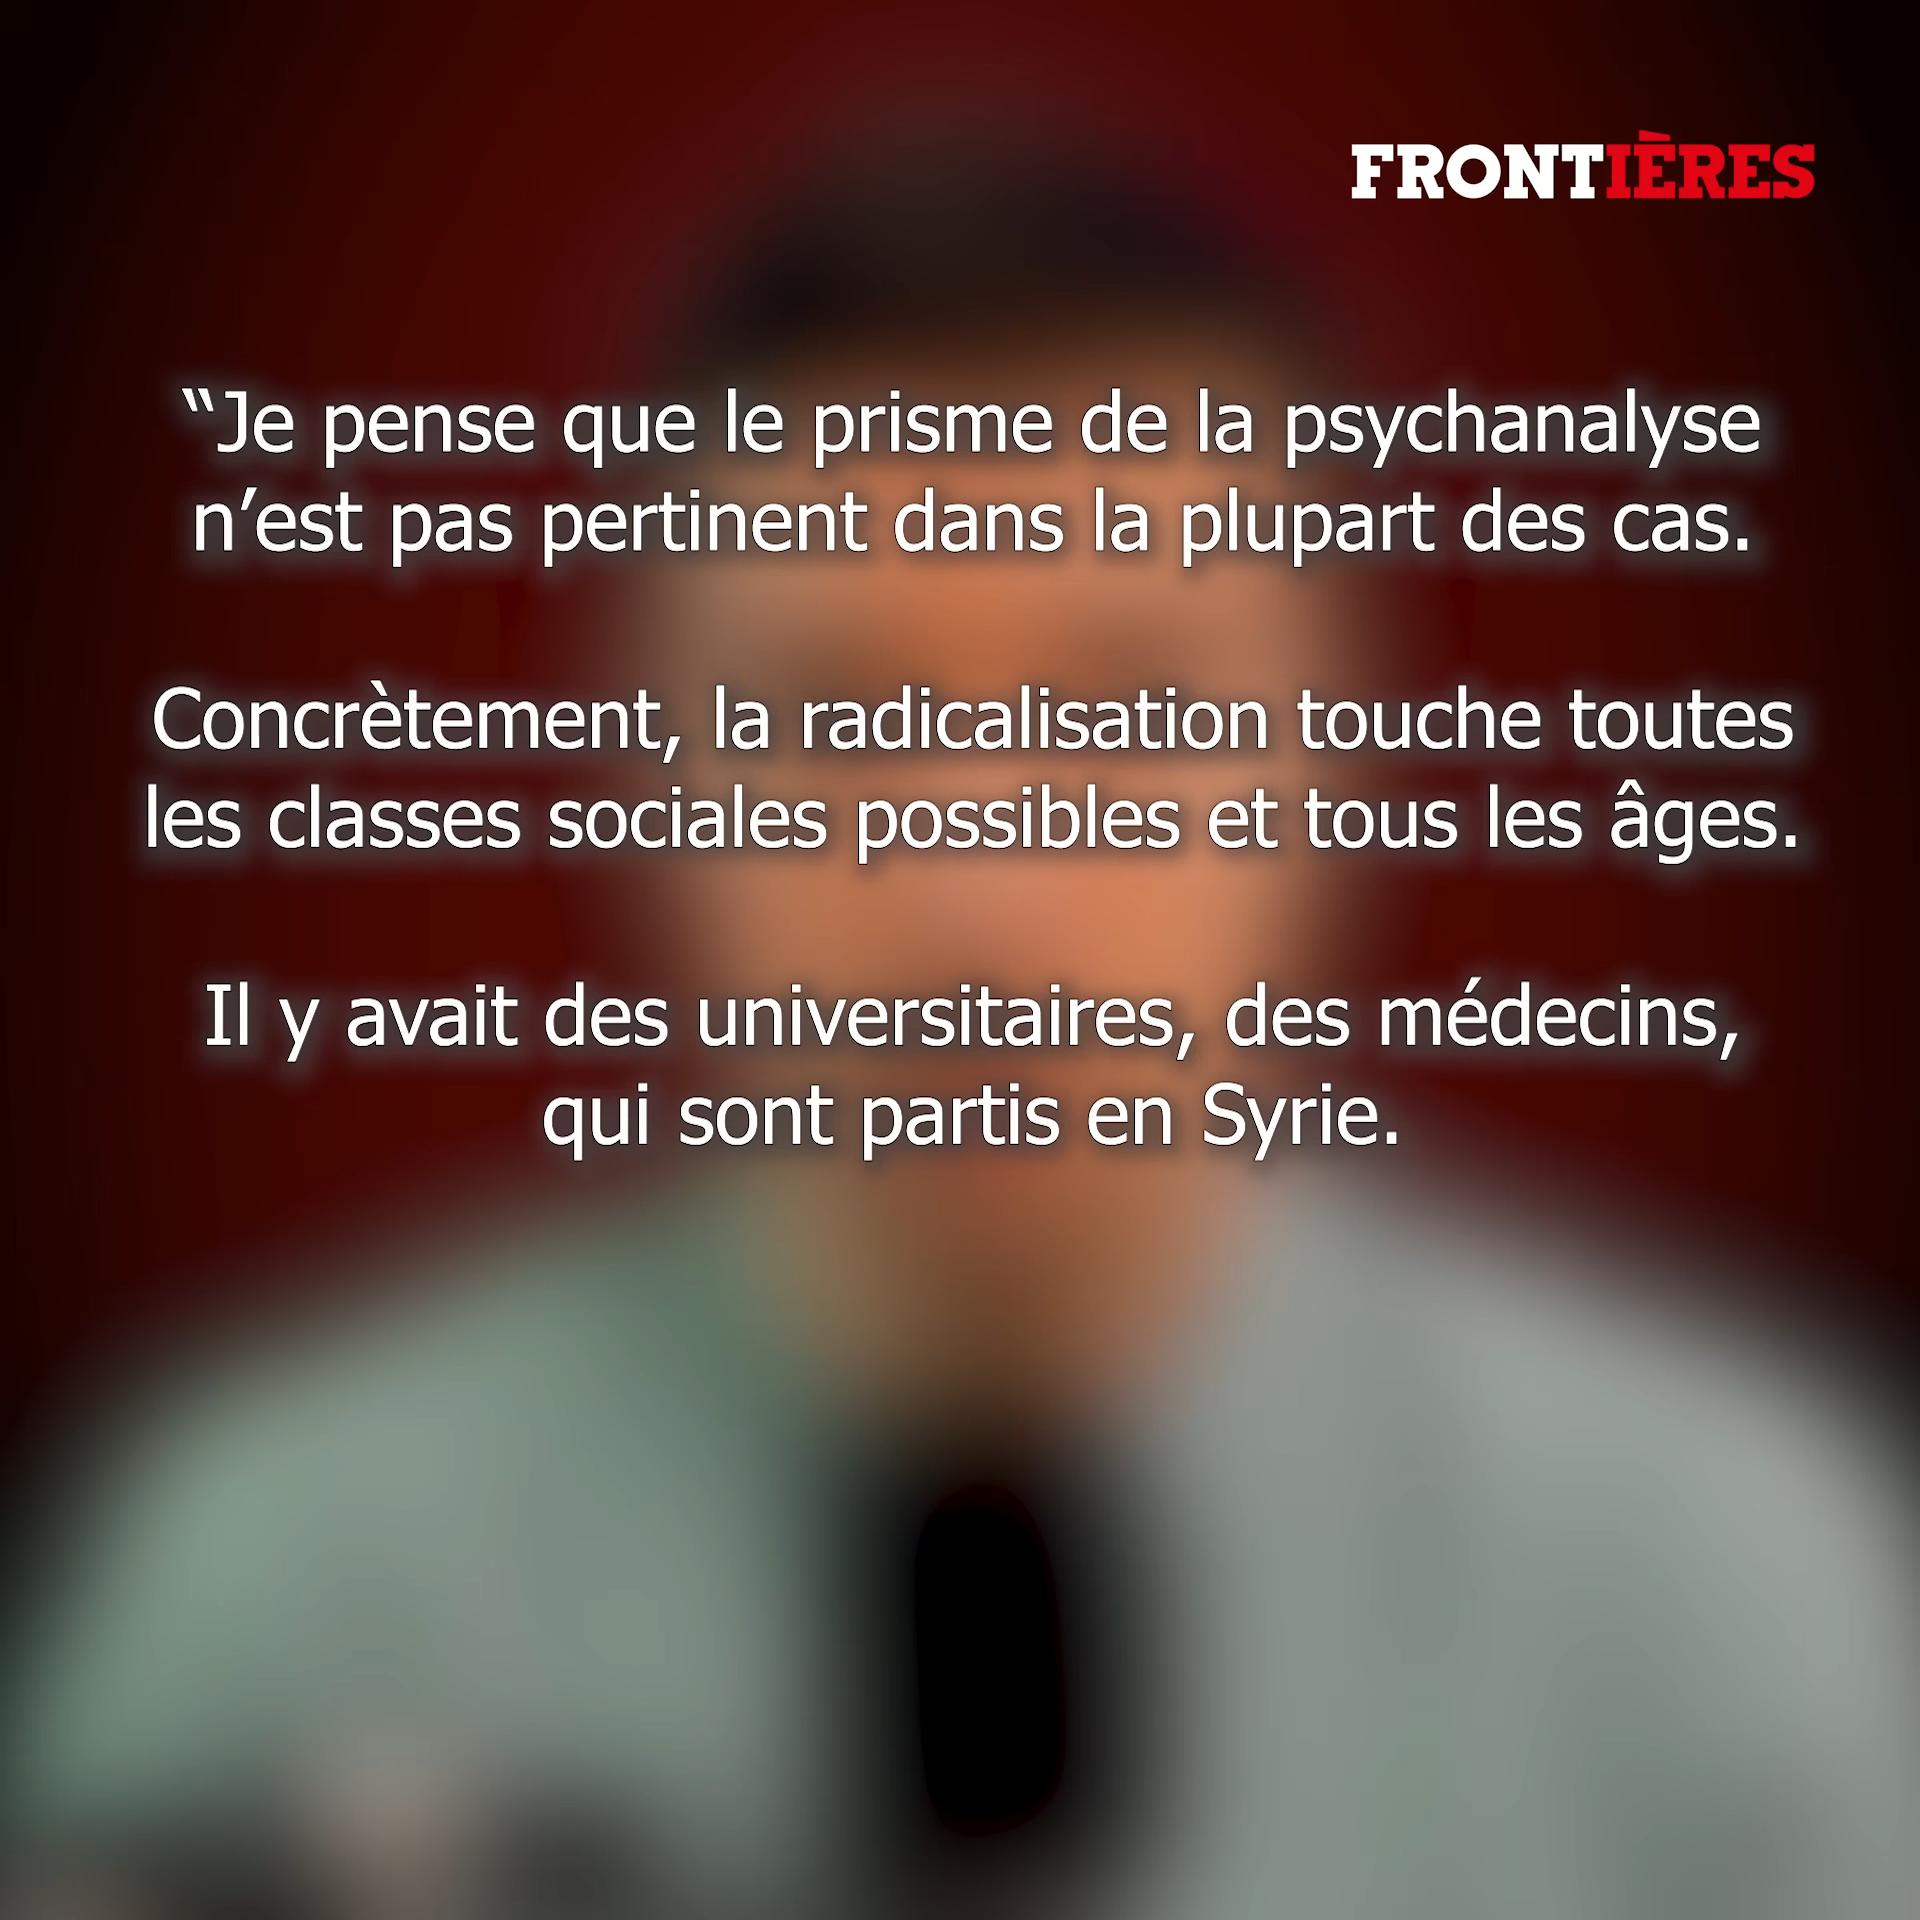 FRONTIÈRES
“Je pense que le prisme de la psychanalyse
n’est pas pertinent dans la plupart des cas.
Concrètement, la radicalisation touche toutes
les classes sociales possibles et tous les âges.
Il y avait des universitaires, des médecins,
qui sont partis en Syrie.